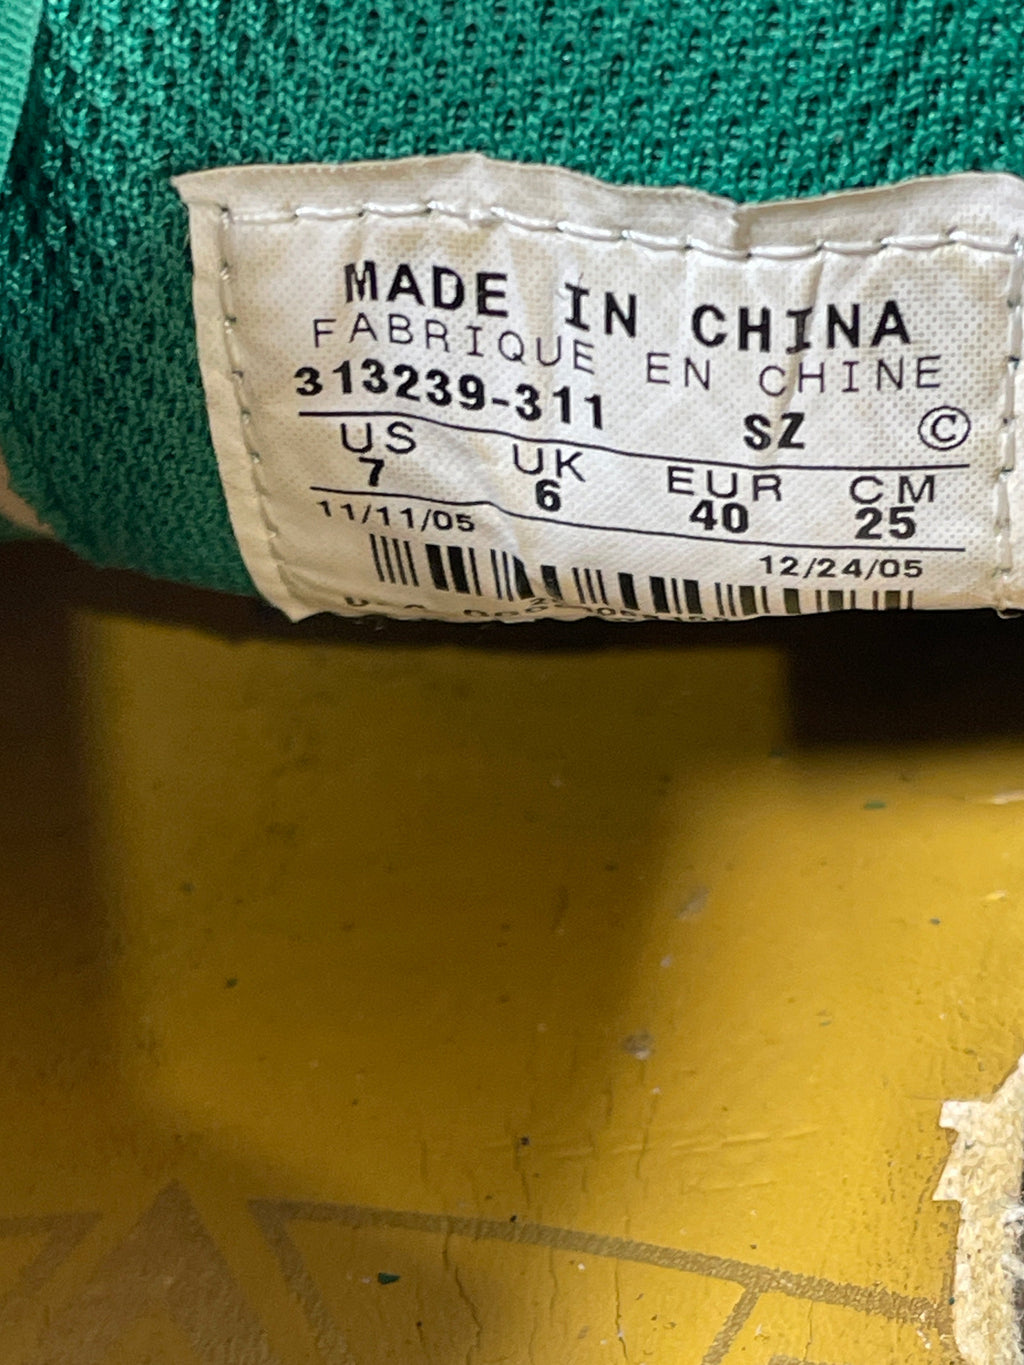 MADE IN CHINA
FABRIQUE EN CHINE
313239-311 SZ ©
US UK EUR CM
7 6 40 25
11/11/05 12/24/05